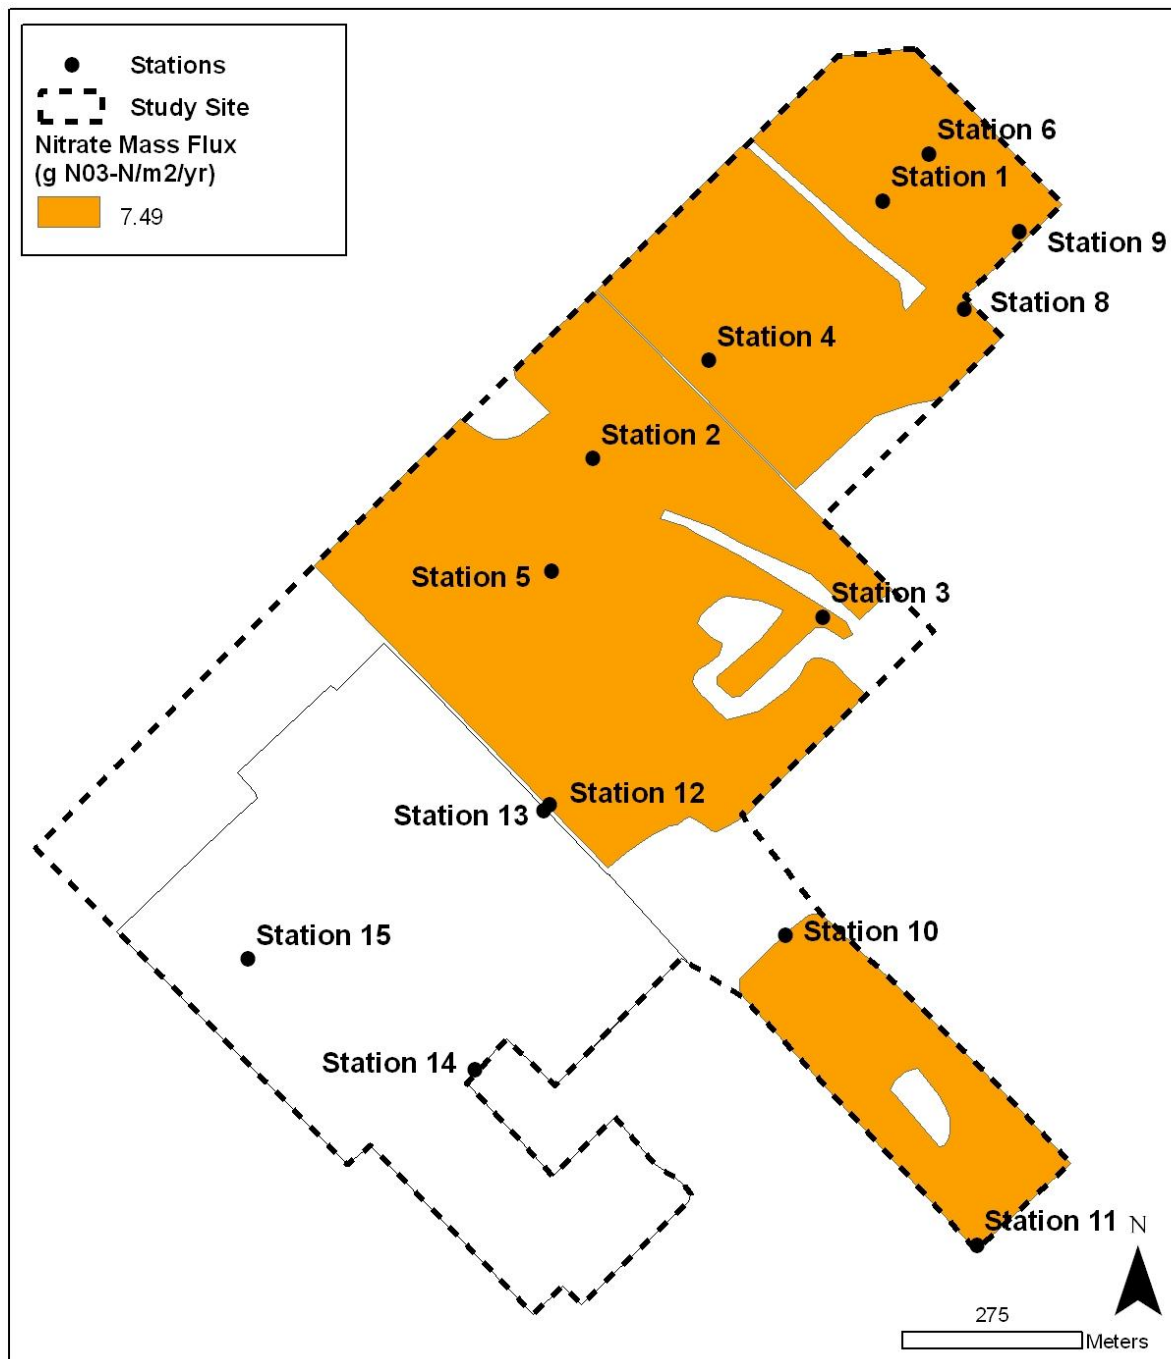 Stations
Study Site
Nitrate Mass Flux
(g N03-N/m2/yr)
7.49
Station 6
Station 1
Station 9
Station 8
Station 4
Station 2
Station 5
Station 3
Station 12
Station 13
Station 10
Station 15
Station 14
Station 11
N
275
Meters